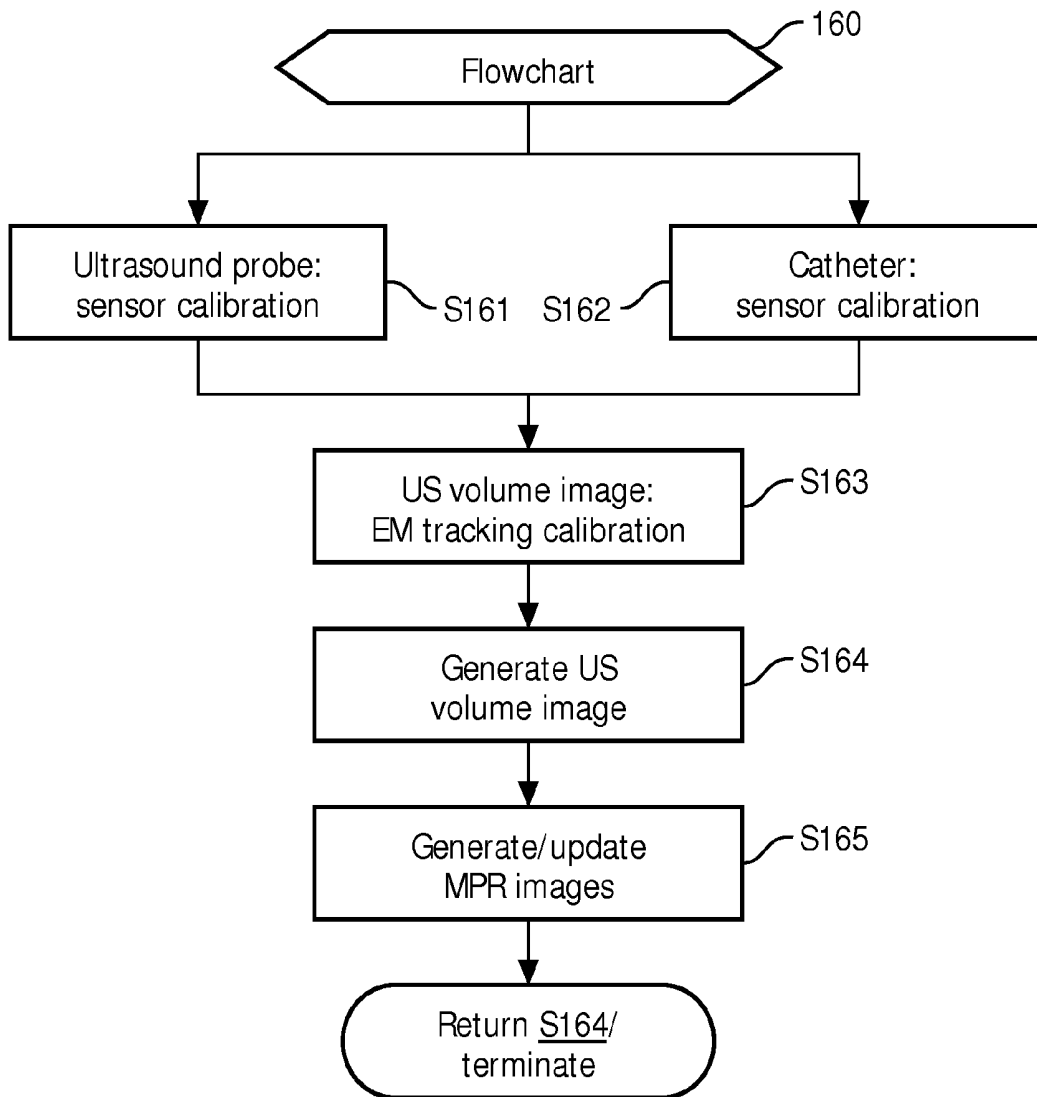 160
Flowchart
Ultrasound probe:
sensor calibration
S161
S162
Catheter:
sensor calibration
US volume image:
EM tracking calibration
S163
Generate US
volume image
S164
Generate/update
MPR images
S165
Return S164/
terminate